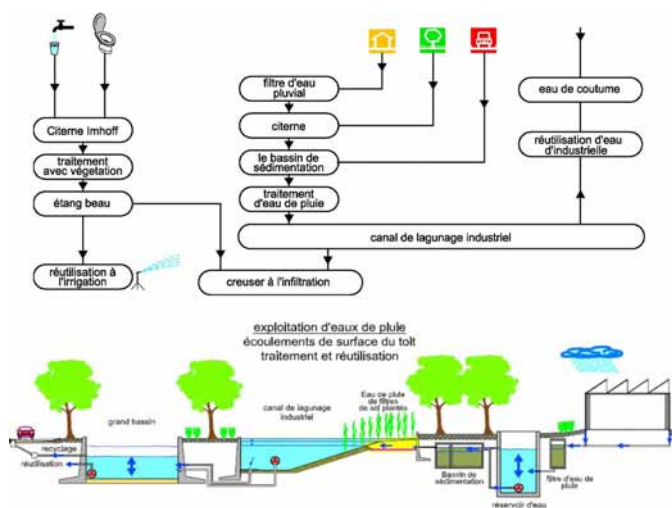 Citerne Imhoff
traitement
avec végetation
étang beau
réutilisation à
l'irrigation
filtre d'eau
pluvial
citerne
le bassin de
sédimentation
traitement
d'eau de pluie
canal de lagunage industriel
creuser à l'infiltration
eau de coutume
réutilisation d'eau
d'industrielle
exploitation d'eaux de pluie
écoulements de surface du toit
traitement et réutilisation
grand bassin
canal de lagunage
industriel
Eau de pluie
de filtres
de sol plantés
recyclage
réutilisation
Bassin de
sédimentation
réservoir d'eau
filtre d'eau de
pluie